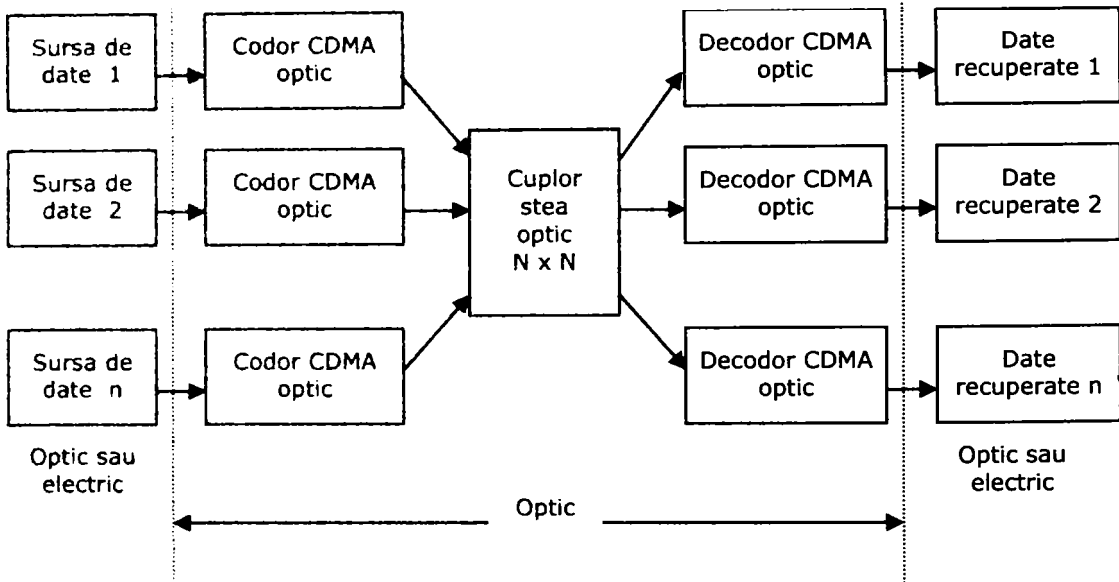 Sursa de
date 1
Codor CDMA
optic
Decodor CDMA
optic
Date
recuperate 1
Sursa de
date 2
Codor CDMA
optic
Cuplor
stea
optic
N x N
Decodor CDMA
optic
Date
recuperate 2
Sursa de
date n
Codor CDMA
optic
Decodor CDMA
optic
Date
recuperate n
Optic sau
electric
Optic
Optic sau
electric